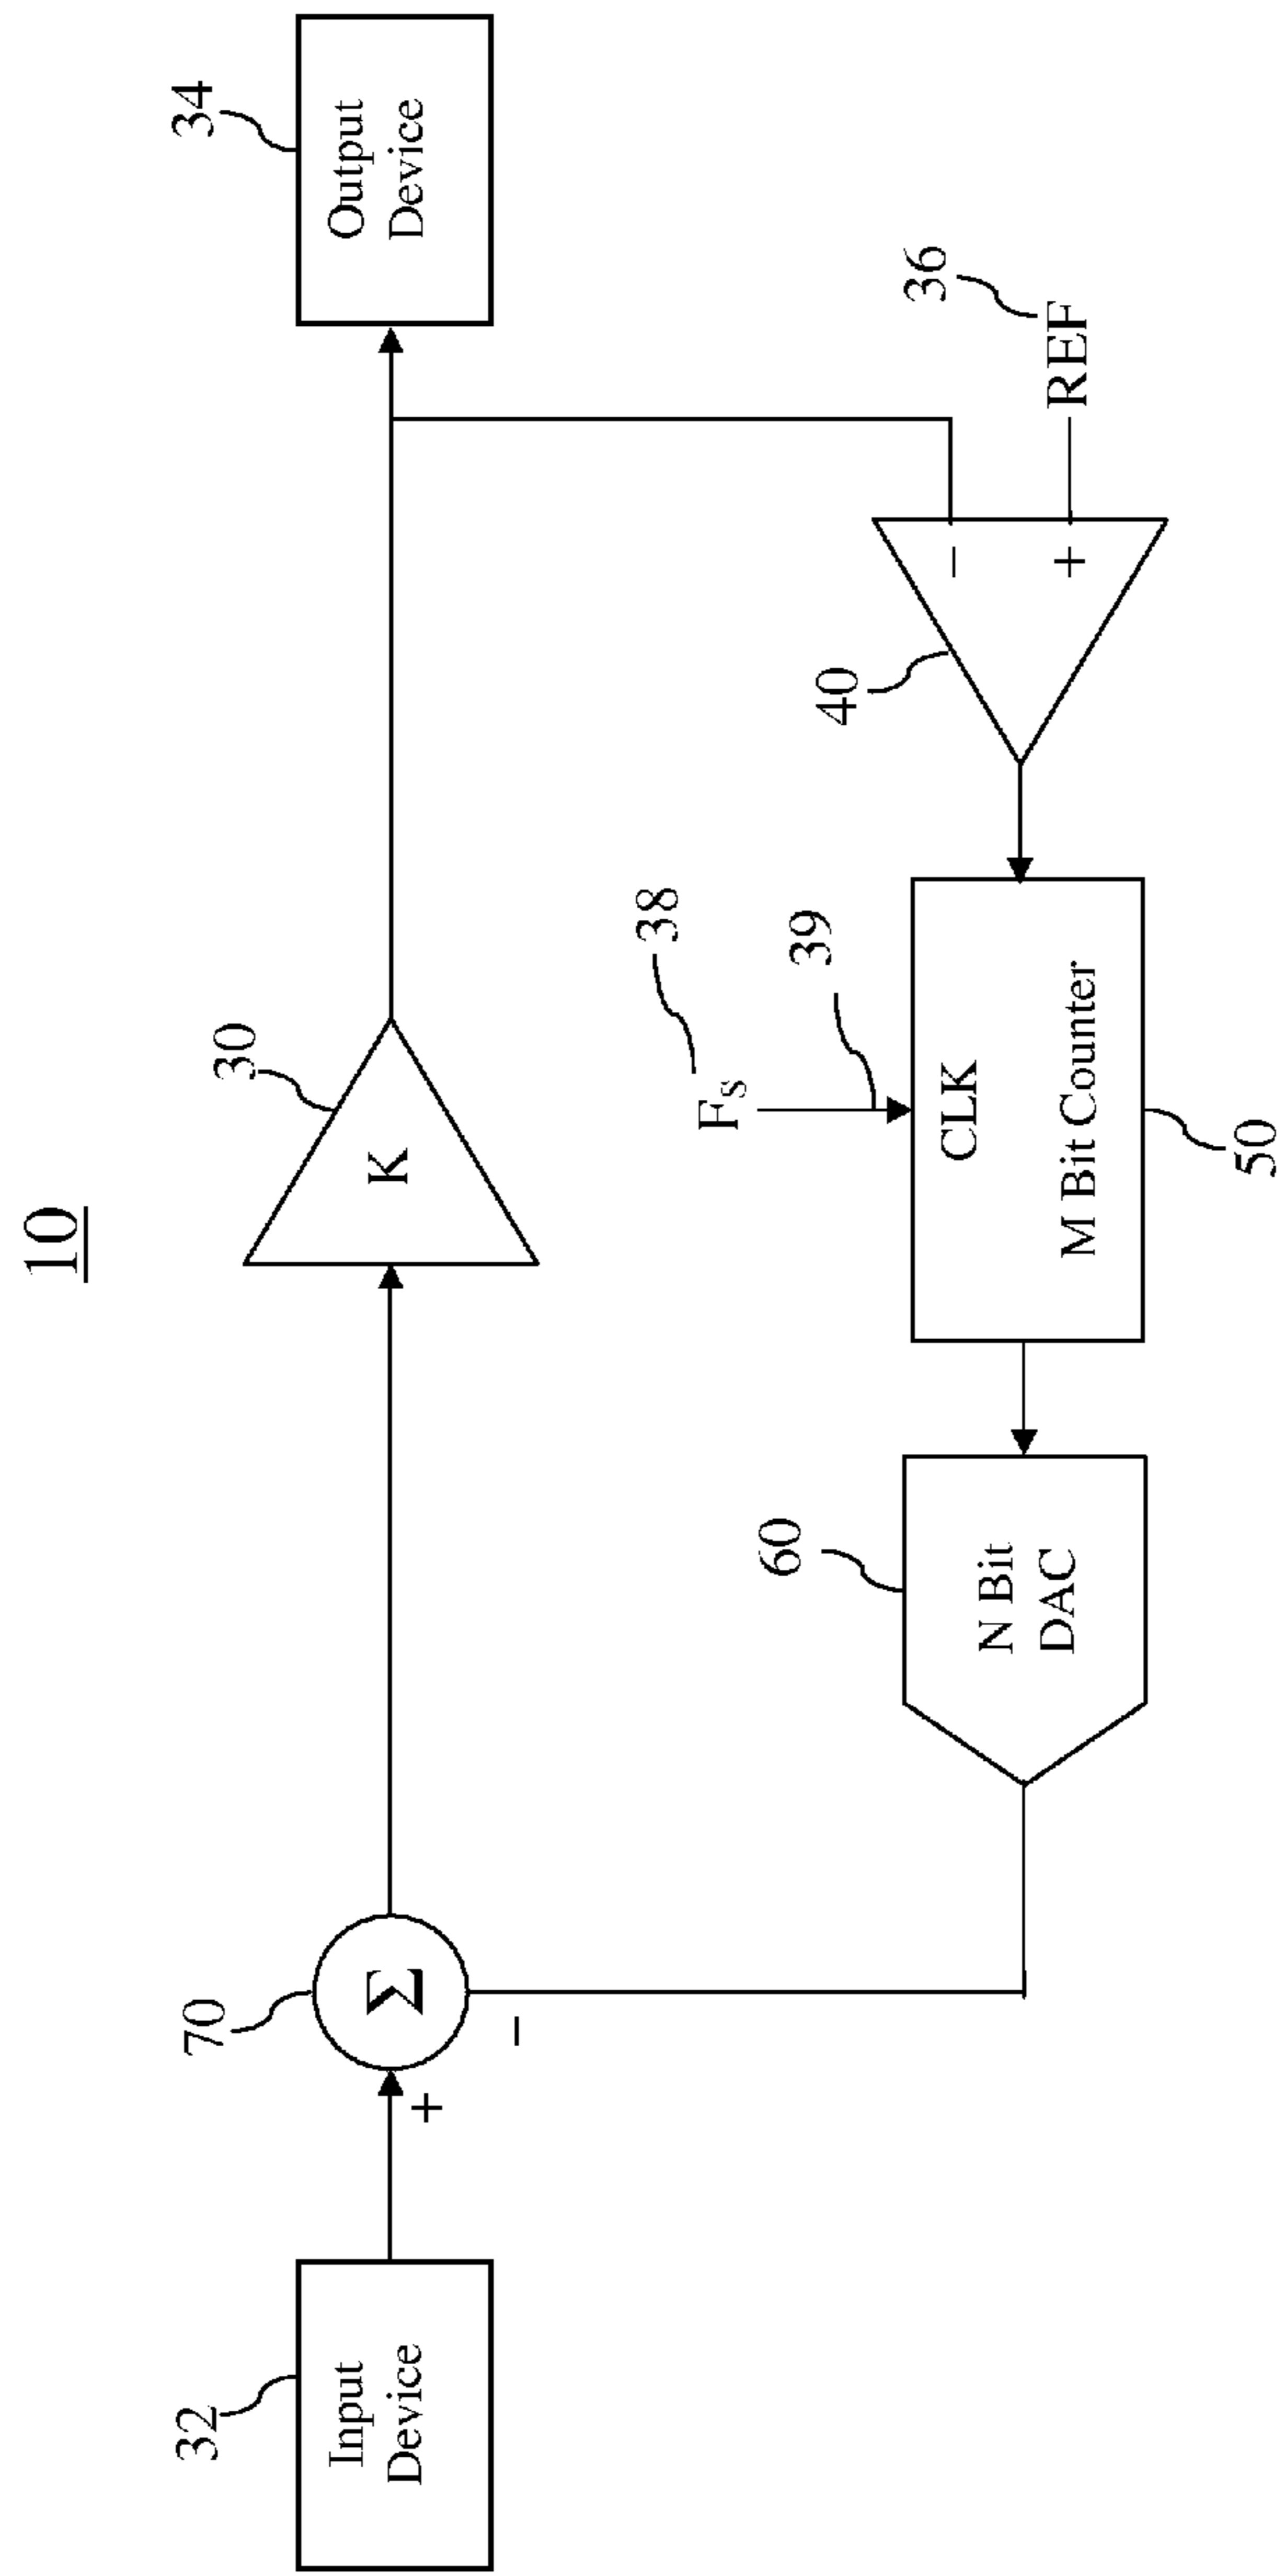 10
32
Input
Device
70
Σ
+
−
30
K
34
Output
Device
36
REF
40
−
+
38
Fs
39
CLK
M Bit Counter
50
60
N Bit
DAC